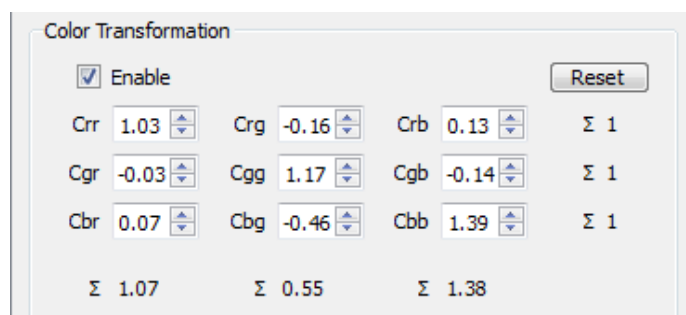 Color Transformation
Enable Reset
Crr 1.03 Crg -0.16 Crb 0.13 Σ 1
Cgr -0.03 Cgg 1.17 Cgb -0.14 Σ 1
Cbr 0.07 Cbg -0.46 Cbb 1.39 Σ 1
Σ 1.07 Σ 0.55 Σ 1.38